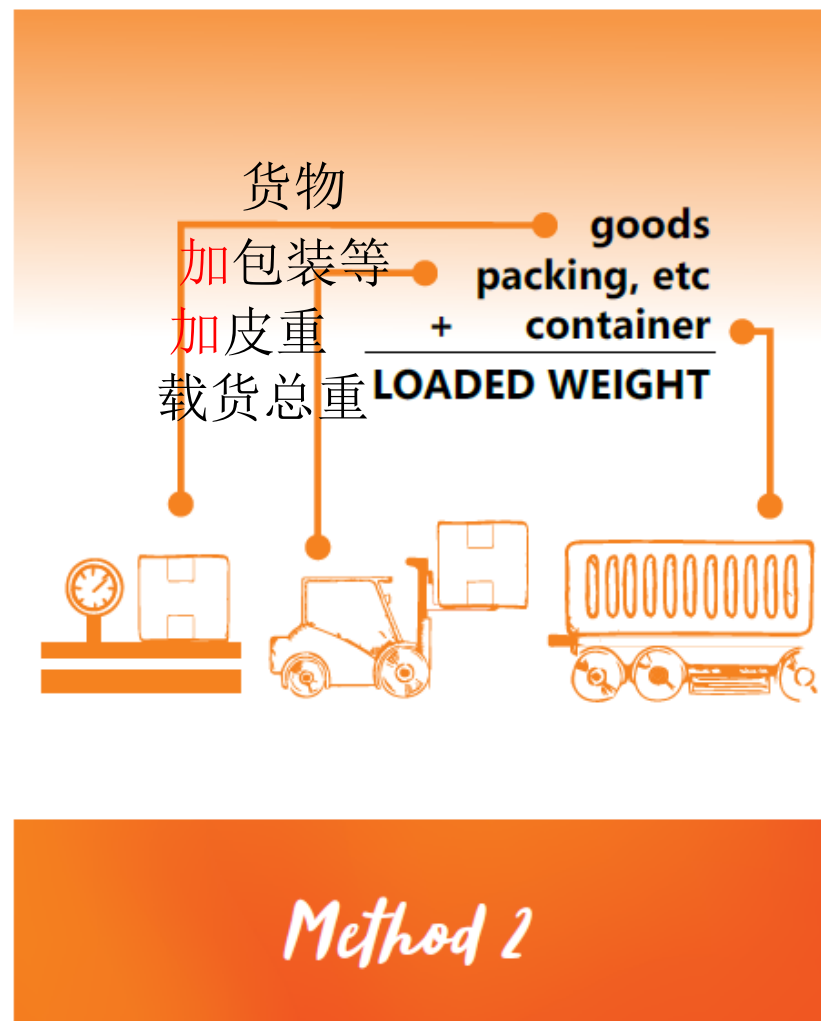 货物
goods
加包装等
packing, etc
加皮重
+ container
载货总重
LOADED WEIGHT
Method 2